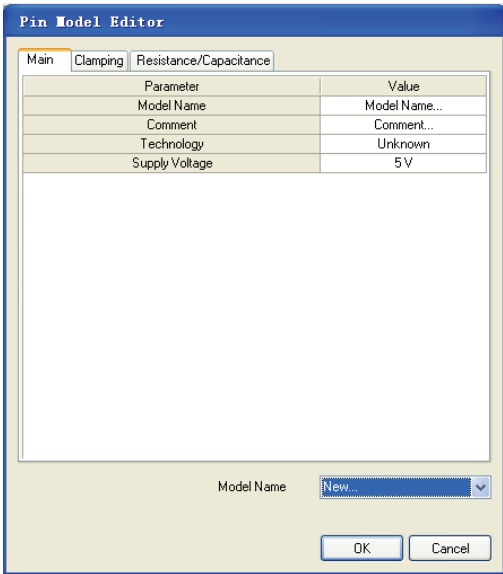 Pin Model Editor
Main Clamping Resistance/Capacitance
Parameter Value
Model Name Model Name...
Comment Comment...
Technology Unknown
Supply Voltage 5 V
Model Name New...
OK Cancel